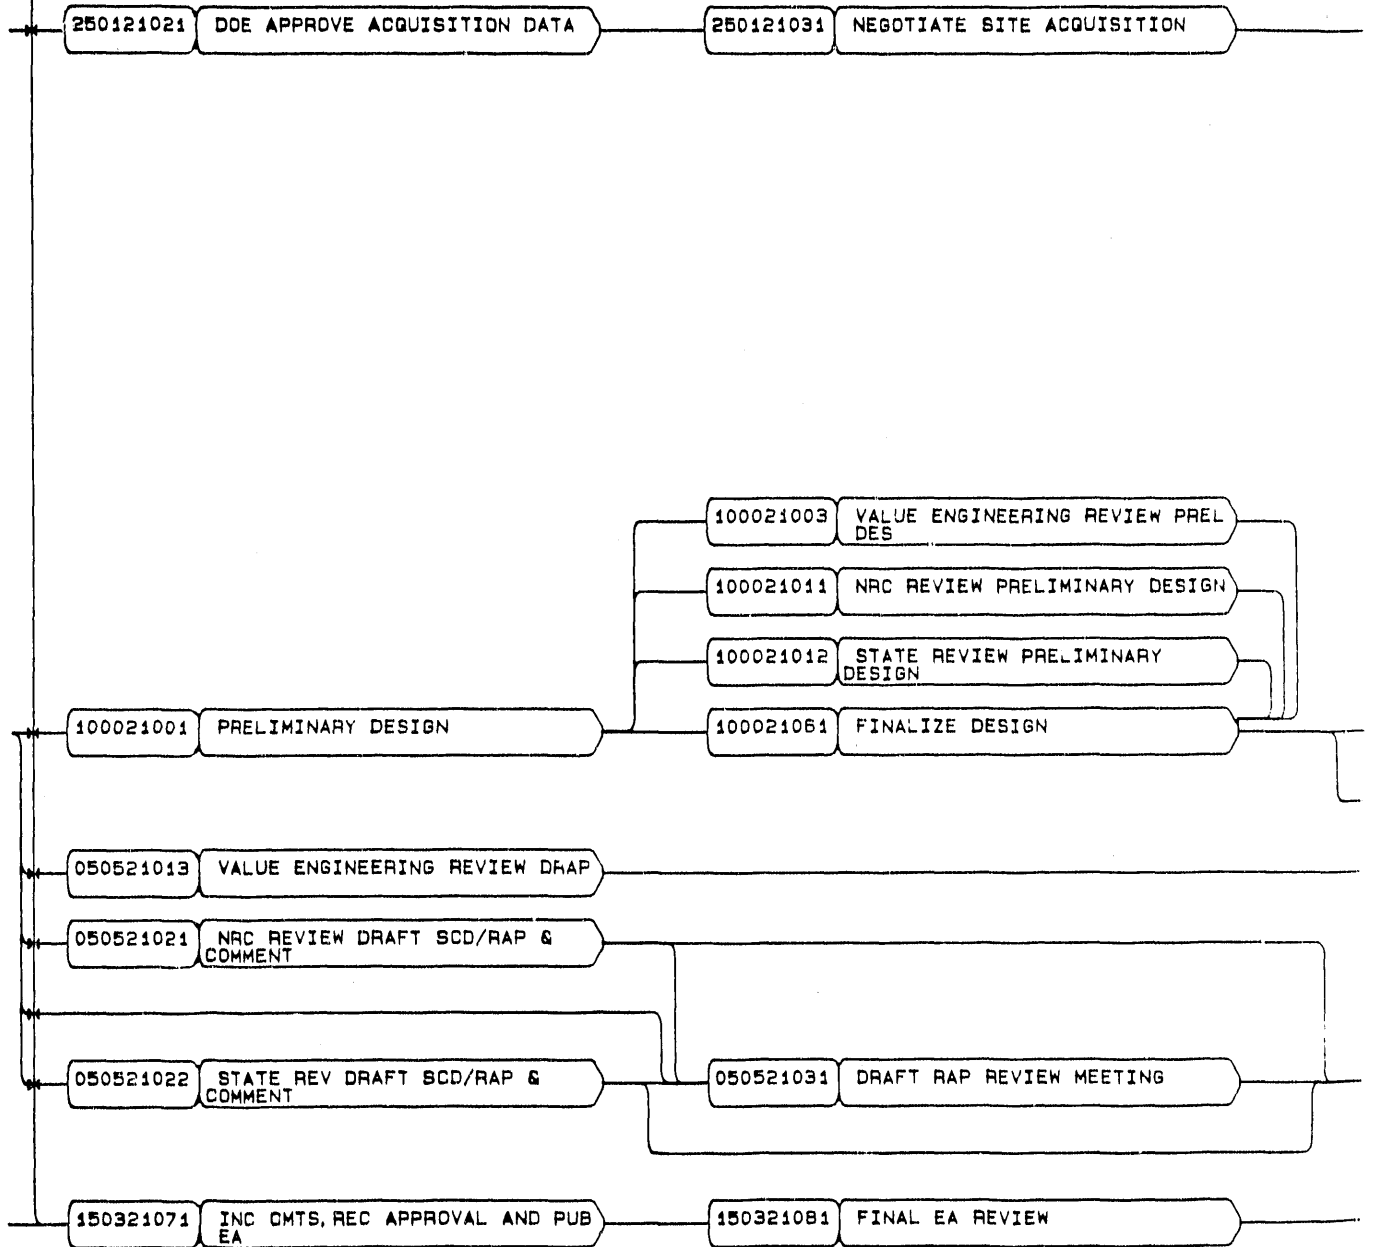 250121021 DOE APPROVE ACQUISITION DATA 250121031 NEGOTIATE SITE ACQUISITION
100021003 VALUE ENGINEERING REVIEW PREL
DES
100021011 NRC REVIEW PRELIMINARY DESIGN
100021012 STATE REVIEW PRELIMINARY
DESIGN
100021001 PRELIMINARY DESIGN 100021061 FINALIZE DESIGN
050521013 VALUE ENGINEERING REVIEW DRAP
050521021 NRC REVIEW DRAFT SCD/RAP &
COMMENT
050521022 STATE REV DRAFT SCD/RAP &
COMMENT
050521031 DRAFT RAP REVIEW MEETING
150321071 INC CMTS, REC APPROVAL AND PUB
EA
150321081 FINAL EA REVIEW